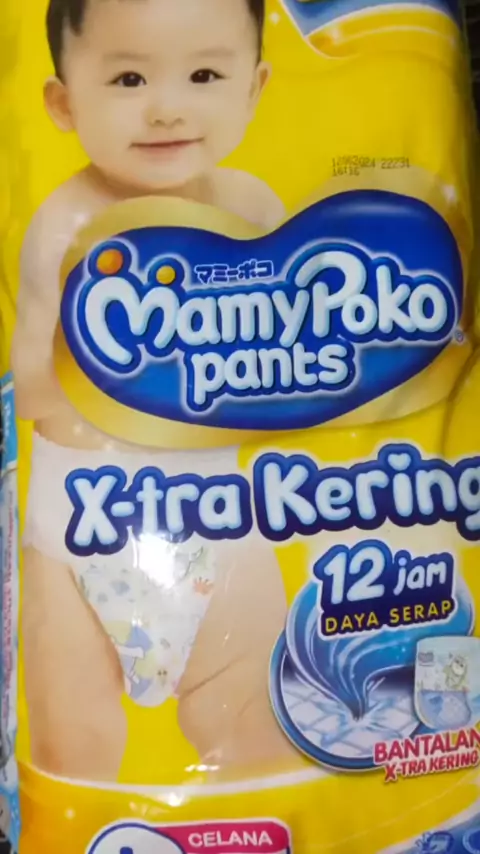 マミーポコ
MamyPoko
pants
X-tra Kering
12 jam
DAYA SERAP
BANTALAN
X-TRA KERING
CELANA